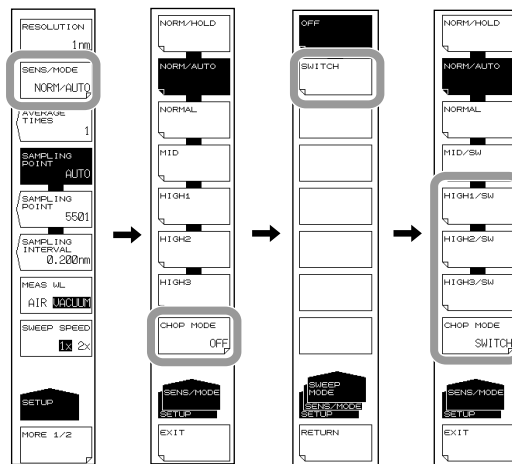 RESOLUTION
1nm
SENS/MODE
NORM/AUTO
AVERAGE
TIMES
1
SAMPLING
POINT
AUTO
SAMPLING
POINT
5501
SAMPLING
INTERVAL
0.200nm
MEAS WL
AIR VACUUM
SWEEP SPEED
1x 2x
SETUP
MORE 1/2
NORM/HOLD
NORM/AUTO
NORMAL
MID
HIGH1
HIGH2
HIGH3
CHOP MODE
OFF
SENS/MODE
SETUP
EXIT
OFF
SWITCH
SWEEP
MODE
SENS/MODE
SETUP
RETURN
NORM/HOLD
NORM/AUTO
NORMAL
MID/SW
HIGH1/SW
HIGH2/SW
HIGH3/SW
CHOP MODE
SWITCH
SENS/MODE
SETUP
EXIT